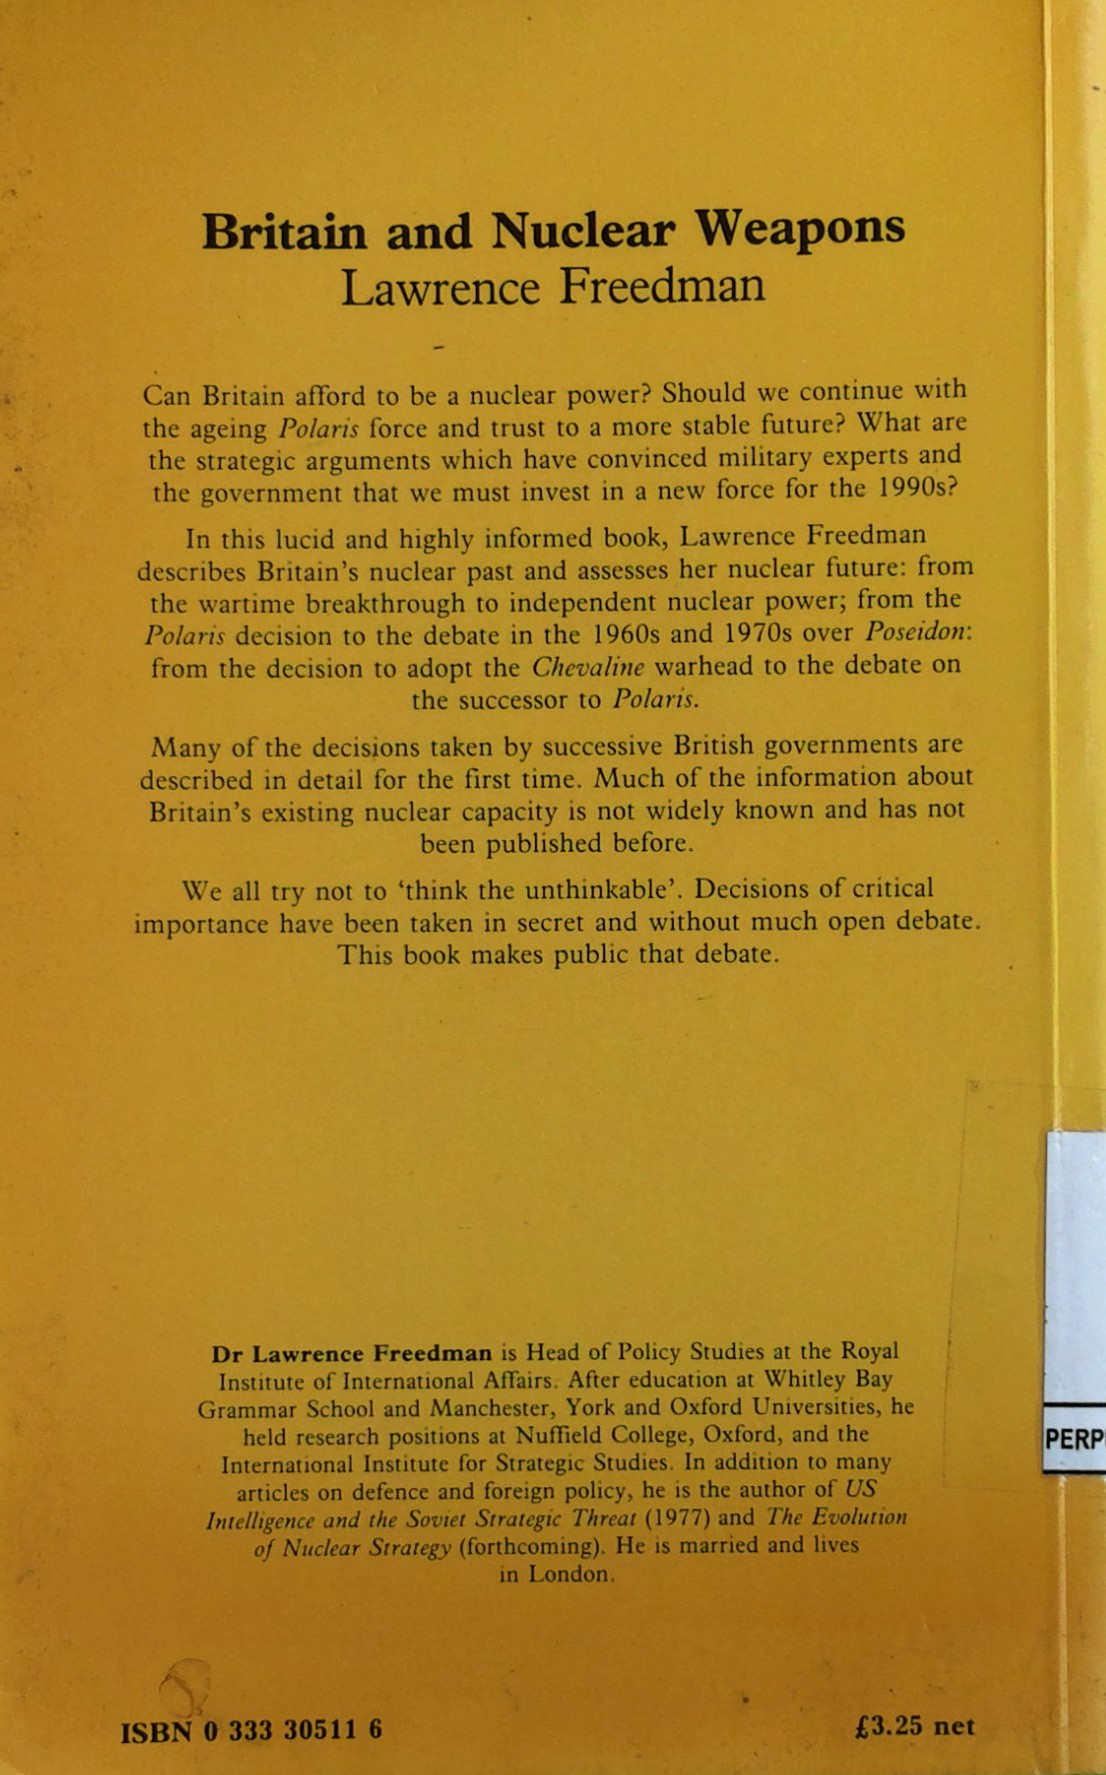 Britain and Nuclear Weapons
Lawrence Freedman
Can Britain afford to be a nuclear power? Should we continue with
the ageing Polaris force and trust to a more stable future? What are
the strategic arguments which have convinced military experts and
the government that we must invest in a new force for the 1990s?
In this lucid and highly informed book, Lawrence Freedman
describes Britain's nuclear past and assesses her nuclear future: from
the wartime breakthrough to independent nuclear power; from the
Polaris decision to the debate in the 1960s and 1970s over Poseidon:
from the decision to adopt the Chevaline warhead to the debate on
the successor to Polaris.
Many of the decisions taken by successive British governments are
described in detail for the first time. Much of the information about
Britain's existing nuclear capacity is not widely known and has not
been published before.
We all try not to ‘think the unthinkable’. Decisions of critical
importance have been taken in secret and without much open debate.
This book makes public that debate.
Dr Lawrence Freedman is Head of Policy Studies at the Royal
Institute of International Affairs. After education at Whitley Bay
Grammar School and Manchester, York and Oxford Universities, he
held research positions at Nuffield College, Oxford, and the
International Institute for Strategic Studies. In addition to many
articles on defence and foreign policy, he is the author of US
Intelligence and the Soviet Strategic Threat (1977) and The Evolution
of Nuclear Strategy (forthcoming). He is married and lives
in London.
ISBN 0 333 30511 6
£3.25 net